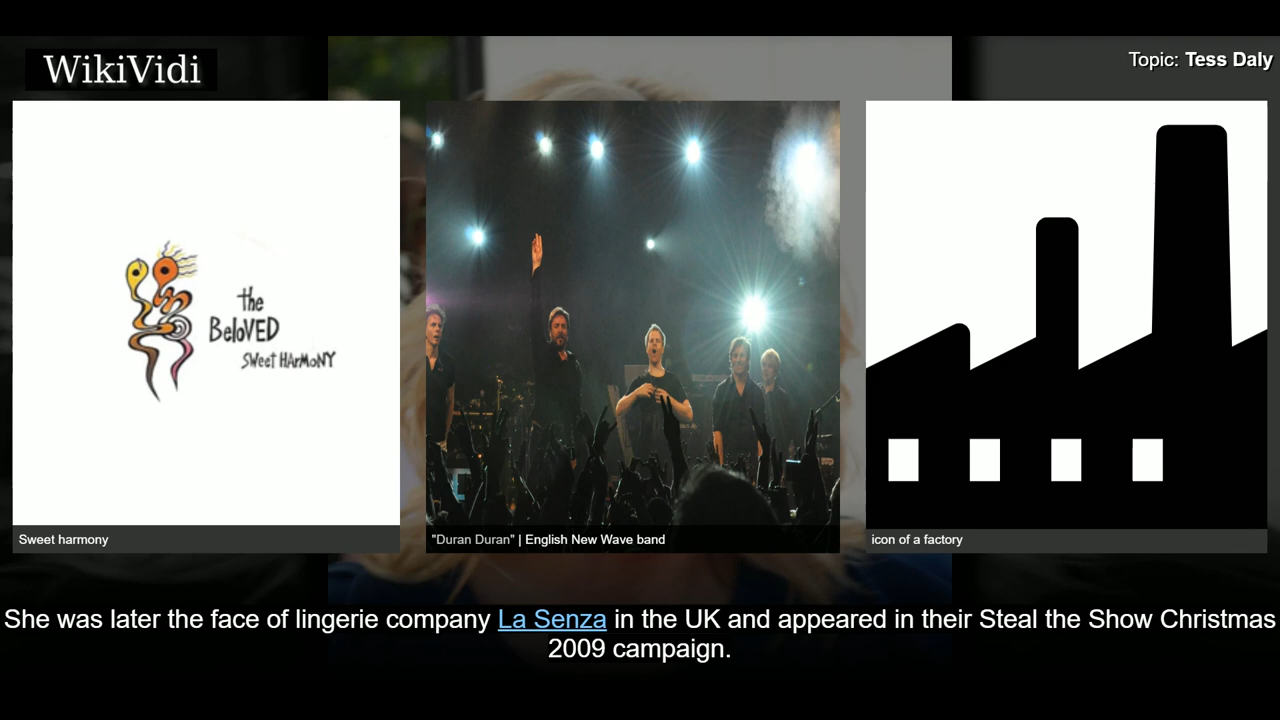 WikiVidi
Topic: Tess Daly
the
BeloVED
SWeet HArmoNY
Sweet harmony
"Duran Duran" | English New Wave band
icon of a factory
She was later the face of lingerie company La Senza in the UK and appeared in their Steal the Show Christmas
2009 campaign.